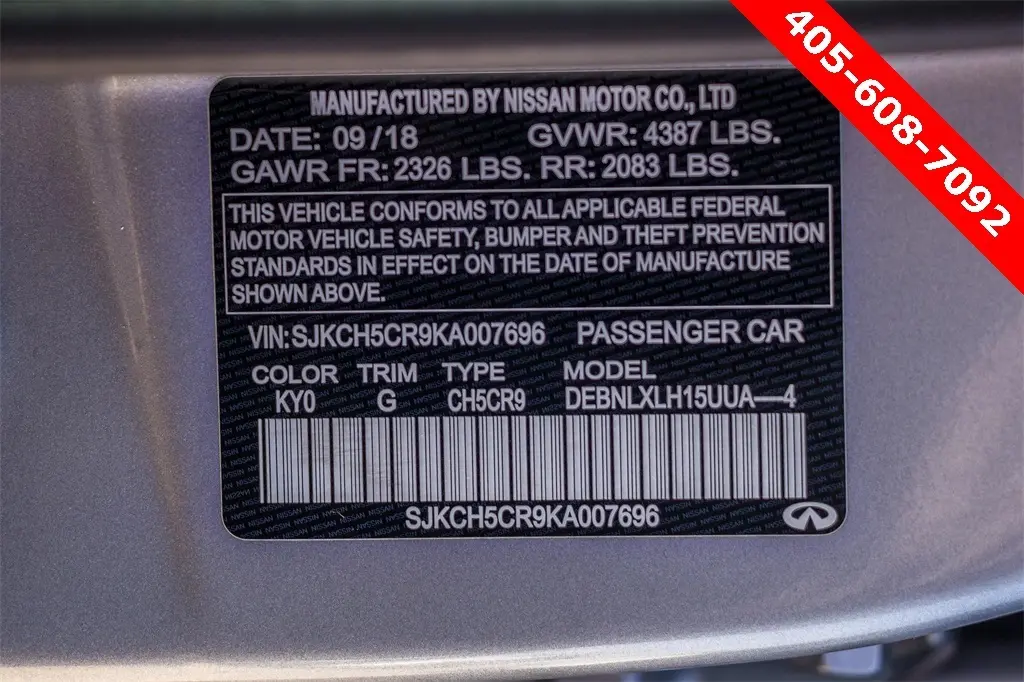 405-608-7092
MANUFACTURED BY NISSAN MOTOR CO., LTD
DATE: 09/18 GVWR: 4387 LBS.
GAWR FR: 2326 LBS. RR: 2083 LBS.
THIS VEHICLE CONFORMS TO ALL APPLICABLE FEDERAL
MOTOR VEHICLE SAFETY, BUMPER AND THEFT PREVENTION
STANDARDS IN EFFECT ON THE DATE OF MANUFACTURE
SHOWN ABOVE.
VIN:SJKCH5CR9KA007696 PASSENGER CAR
COLOR TRIM TYPE MODEL
KY0 G CH5CR9 DEBNLXLH15UUA—4
SJKCH5CR9KA007696